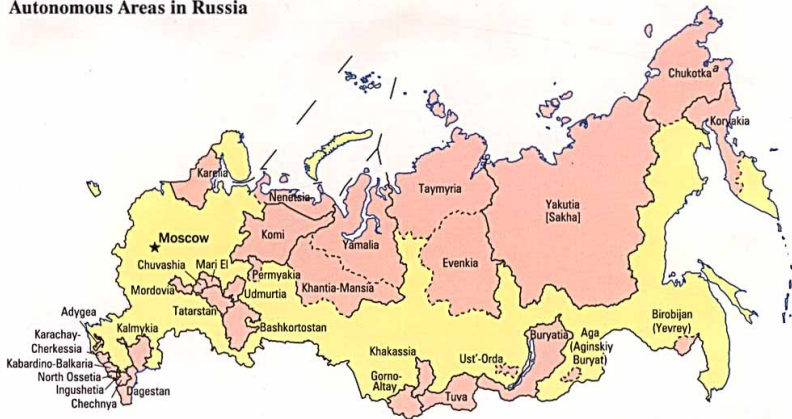 Autonomous Areas in Russia
Chukotka
a
Koryakia
Karelia
Nenetsia
Taymyria
Yakutia
[Sakha]
Moscow
Komi
Yamalia
Evenkia
Chuvashia
Mari El
Permyakia
Khantia-Mansia
Mordovia
Udmurtia
Tatarstan
Adygea
Kalmykia
Bashkortostan
Birobijan
(Yevrey)
Karachay-
Cherkessia
Khakassia
Buryatia
Aga
(Aginskiy
Buryat)
Ust'-Orda
Kabardino-Balkaria
Gorno-
Altay
North Ossetia
Ingushetia
Dagestan
Tuva
Chechnya